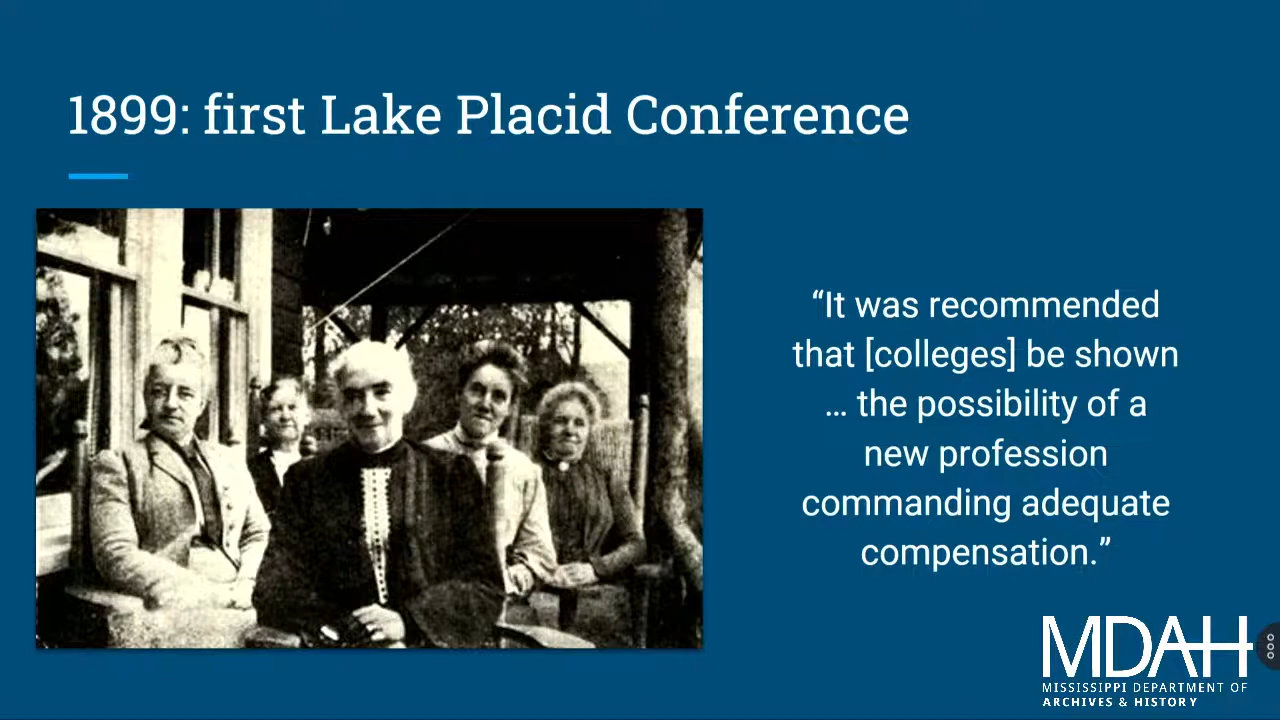 1899: first Lake Placid Conference
“It was recommended
that [colleges] be shown
... the possibility of a
new profession
commanding adequate
compensation.”
MDAH
MISSISSIPPI DEPARTMENT OF
ARCHIVES & HISTORY